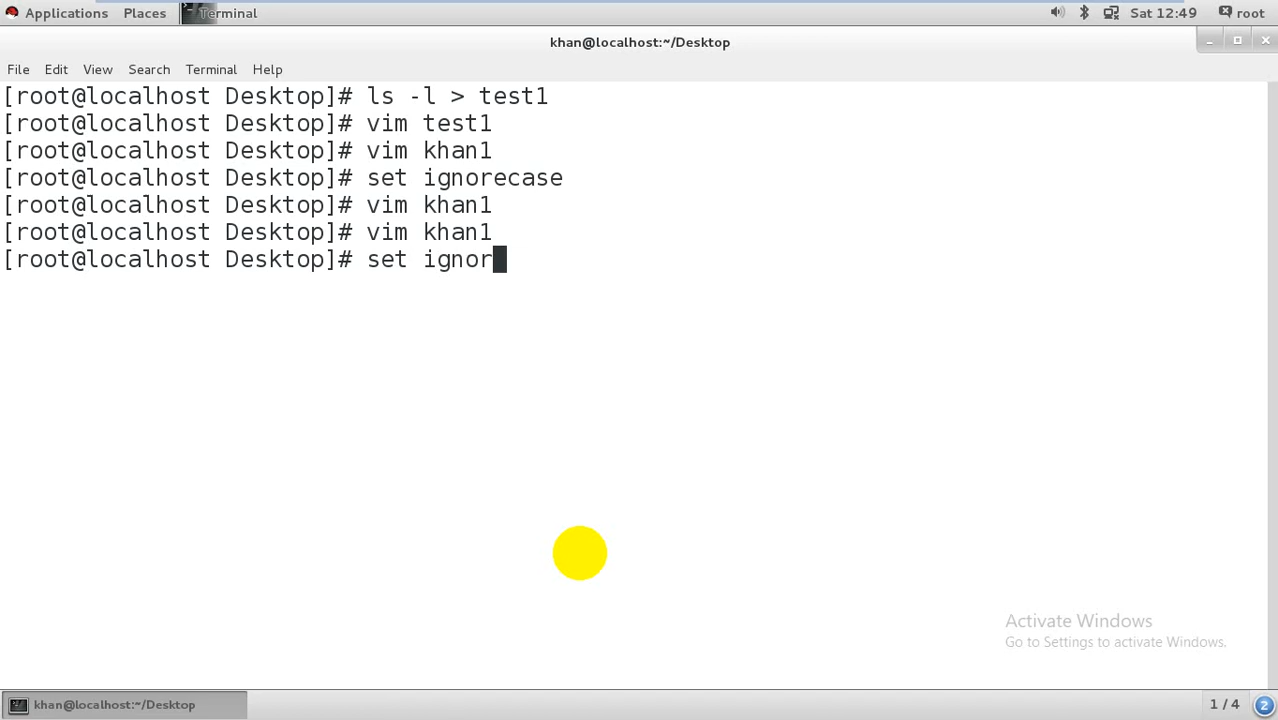 Applications Places Terminal Sat 12:49 root
khan@localhost:~/Desktop
File Edit View Search Terminal Help
[root@localhost Desktop]# ls -l > test1
[root@localhost Desktop]# vim test1
[root@localhost Desktop]# vim khan1
[root@localhost Desktop]# set ignorecase
[root@localhost Desktop]# vim khan1
[root@localhost Desktop]# vim khan1
[root@localhost Desktop]# set ignor
Activate Windows
Go to Settings to activate Windows.
khan@localhost:~/Desktop 1 / 4 2